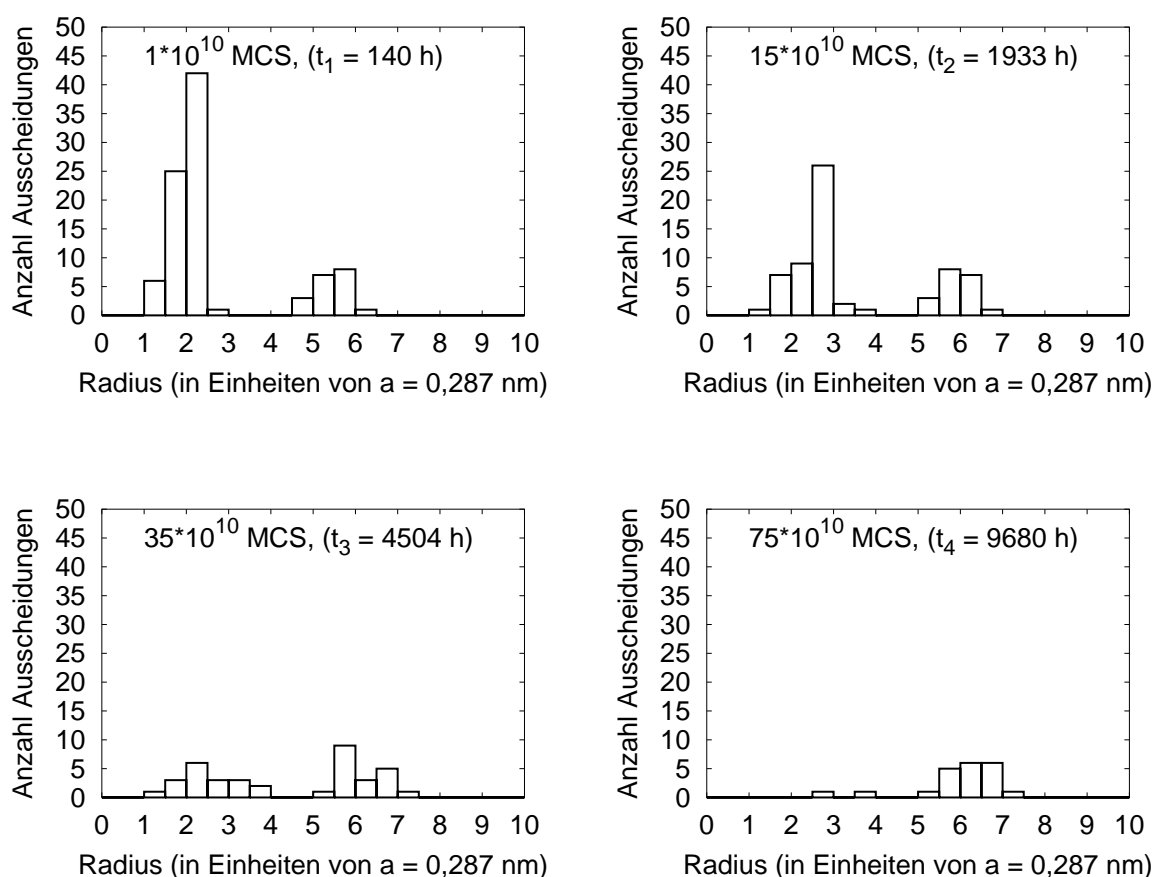 Anzahl Ausscheidungen
50
45
40
35
30
25
20
15
10
5
0
1*10^10 MCS, (t_1 = 140 h)
0 1 2 3 4 5 6 7 8 9 10
Radius (in Einheiten von a = 0,287 nm)
Anzahl Ausscheidungen
50
45
40
35
30
25
20
15
10
5
0
15*10^10 MCS, (t_2 = 1933 h)
0 1 2 3 4 5 6 7 8 9 10
Radius (in Einheiten von a = 0,287 nm)
Anzahl Ausscheidungen
50
45
40
35
30
25
20
15
10
5
0
35*10^10 MCS, (t_3 = 4504 h)
0 1 2 3 4 5 6 7 8 9 10
Radius (in Einheiten von a = 0,287 nm)
Anzahl Ausscheidungen
50
45
40
35
30
25
20
15
10
5
0
75*10^10 MCS, (t_4 = 9680 h)
0 1 2 3 4 5 6 7 8 9 10
Radius (in Einheiten von a = 0,287 nm)